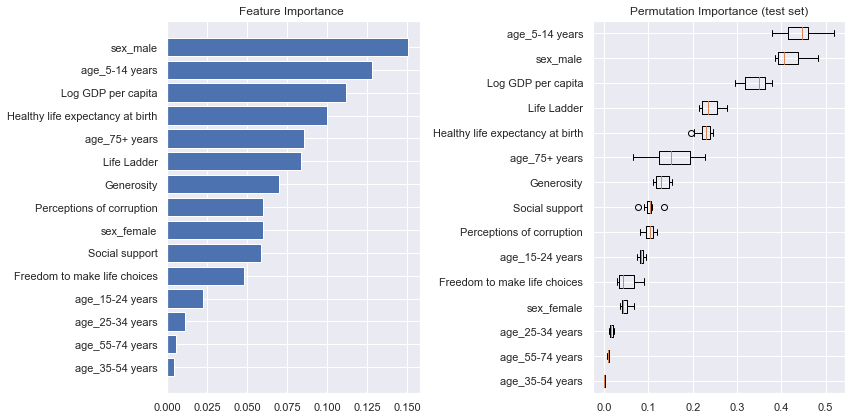 Feature Importance
sex_male
age_5-14 years
Log GDP per capita
Healthy life expectancy at birth
age_75+ years
Life Ladder
Generosity
Perceptions of corruption
sex_female
Social support
Freedom to make life choices
age_15-24 years
age_25-34 years
age_55-74 years
age_35-54 years
0.000 0.025 0.050 0.075 0.100 0.125 0.150
Permutation Importance (test set)
age_5-14 years
sex_male
Log GDP per capita
Life Ladder
Healthy life expectancy at birth
age_75+ years
Generosity
Social support
Perceptions of corruption
age_15-24 years
Freedom to make life choices
sex_female
age_25-34 years
age_55-74 years
age_35-54 years
0.0 0.1 0.2 0.3 0.4 0.5